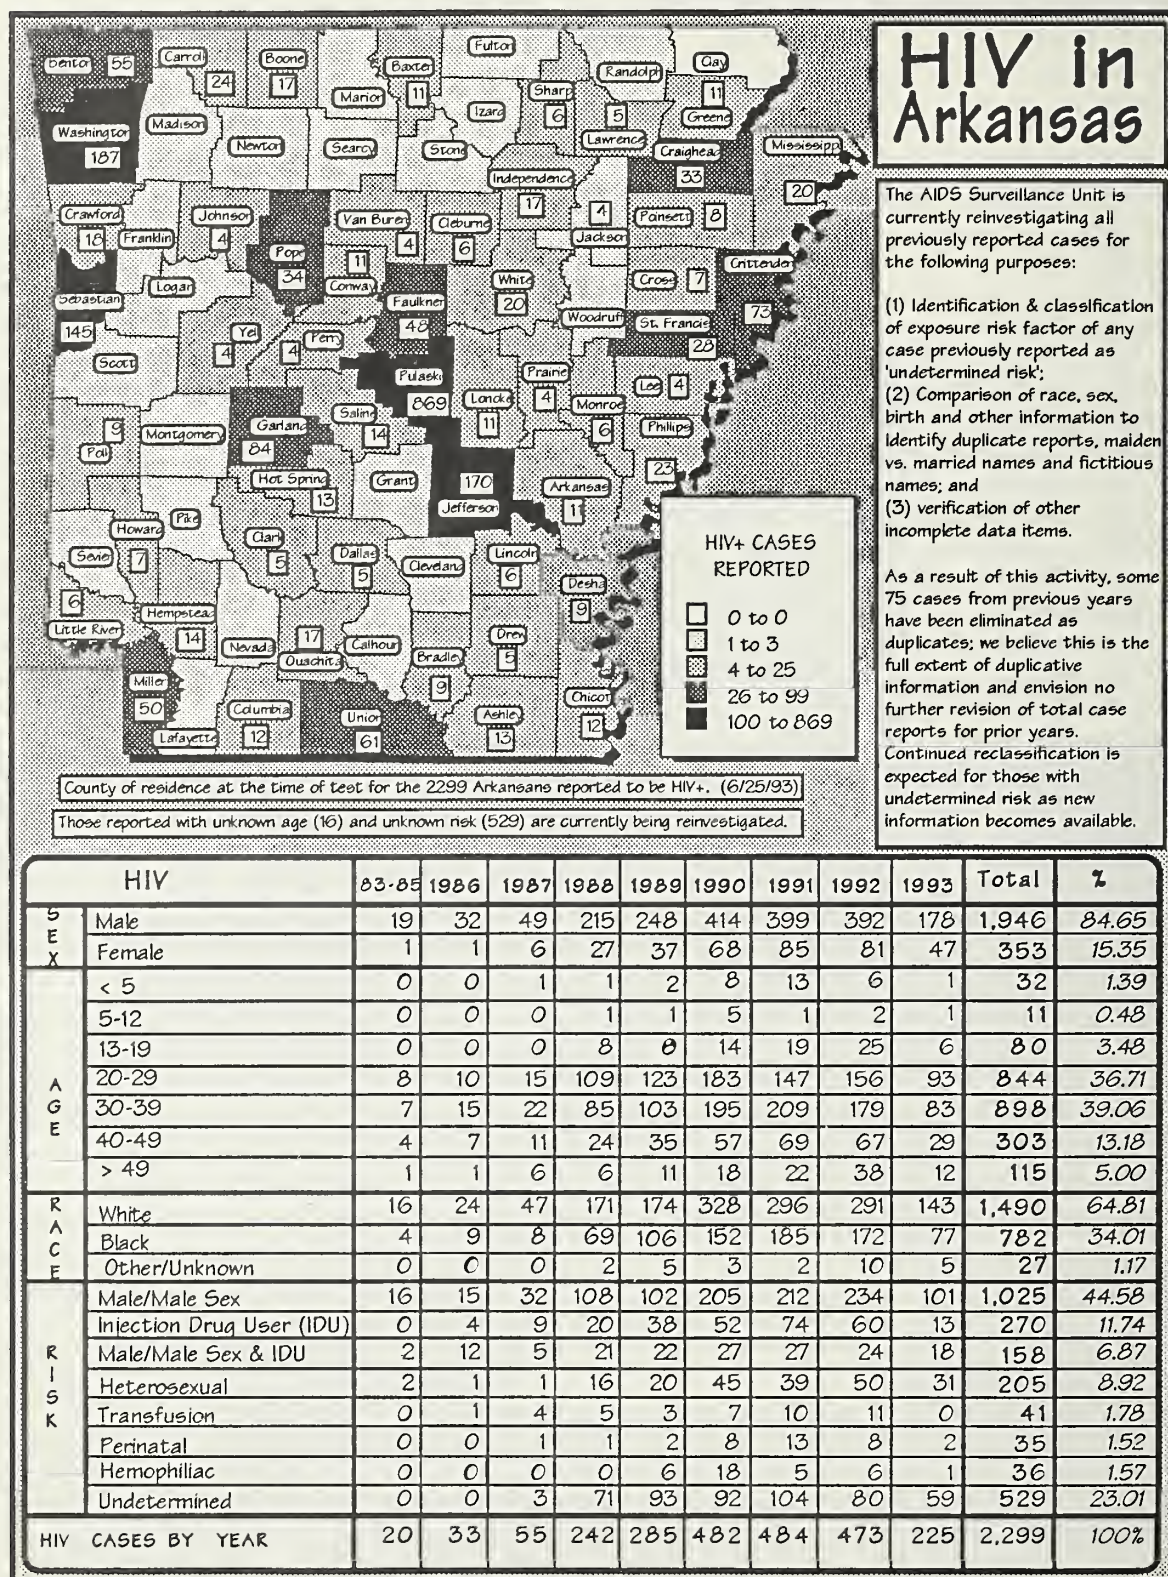 HIV in
Arkansas
Benton 55
Carroll 24
Boone 17
Marion
Baxter 11
Fulton
Izard
Sharp 6
Randolph
Lawrence 5
Clay
Greene 11
Craighead 33
Mississippi 20
Washington 187
Madison
Newton
Searcy
Stone
Independence 17
Jackson 4
Poinsett 8
Crawford 18
Franklin
Johnson 4
Pope 34
Van Buren 4
Cleburne 6
Conway 11
Logan
Sebastian 145
Faulkner 48
White 20
Woodruff
Cross 7
Crittenden 73
St. Francis 28
Scott
Yell 4
Perry 4
Pulaski 869
Lonoke 11
Prairie 4
Monroe 6
Lee 4
Phillips 23
Polk 9
Montgomery
Garland 84
Saline 14
Hot Spring 13
Grant
Jefferson 170
Arkansas 11
Howard 7
Pike
Clark 5
Dallas 5
Cleveland
Lincoln 6
Desha 9
Sevier
Little River 6
Hempstead 14
Nevada
Ouachita 17
Calhoun
Bradley 9
Drew 5
Miller 50
Lafayette
Columbia 12
Union 61
Ashley 13
Chicot 12
HIV+ CASES
REPORTED
0 to 0
1 to 3
4 to 25
26 to 99
100 to 869
County of residence at the time of test for the 2299 Arkansans reported to be HIV+. (6/25/93)
Those reported with unknown age (16) and unknown risk (529) are currently being reinvestigated.
The AIDS Surveillance Unit is
currently reinvestigating all
previously reported cases for
the following purposes:
(1) Identification & classification
of exposure risk factor of any
case previously reported as
'undetermined risk';
(2) Comparison of race, sex,
birth and other information to
identify duplicate reports, maiden
vs. married names and fictitious
names; and
(3) verification of other
incomplete data items.
As a result of this activity, some
75 cases from previous years
have been eliminated as
duplicates; we believe this is the
full extent of duplicative
information and envision no
further revision of total case
reports for prior years.
Continued reclassification is
expected for those with
undetermined risk as new
information becomes available.
HIV 83-85 1986 1987 1988 1989 1990 1991 1992 1993 Total %
SEX
Male 19 32 49 215 248 414 399 392 178 1,946 84.65
Female 1 1 6 27 37 68 85 81 47 353 15.35
AGE
< 5 0 0 1 1 2 8 13 6 1 32 1.39
5-12 0 0 0 1 1 5 1 2 1 11 0.48
13-19 0 0 0 8 8 14 19 25 6 80 3.48
20-29 8 10 15 109 123 183 147 156 93 844 36.71
30-39 7 15 22 85 103 195 209 179 83 898 39.06
40-49 4 7 11 24 35 57 69 67 29 303 13.18
> 49 1 1 6 6 11 18 22 38 12 115 5.00
RACE
White 16 24 47 171 174 328 296 291 143 1,490 64.81
Black 4 9 8 69 106 152 185 172 77 782 34.01
Other/Unknown 0 0 0 2 5 3 2 10 5 27 1.17
RISK
Male/Male Sex 16 15 32 108 102 205 212 234 101 1,025 44.58
Injection Drug User (IDU) 0 4 9 20 38 52 74 60 13 270 11.74
Male/Male Sex & IDU 2 12 5 21 22 27 27 24 18 158 6.87
Heterosexual 2 1 1 16 20 45 39 50 31 205 8.92
Transfusion 0 1 4 5 3 7 10 11 0 41 1.78
Perinatal 0 0 1 1 2 8 13 8 2 35 1.52
Hemophiliac 0 0 0 0 6 18 5 6 1 36 1.57
Undetermined 0 0 3 71 93 92 104 80 59 529 23.01
HIV CASES BY YEAR 20 33 55 242 285 482 484 473 225 2,299 100%